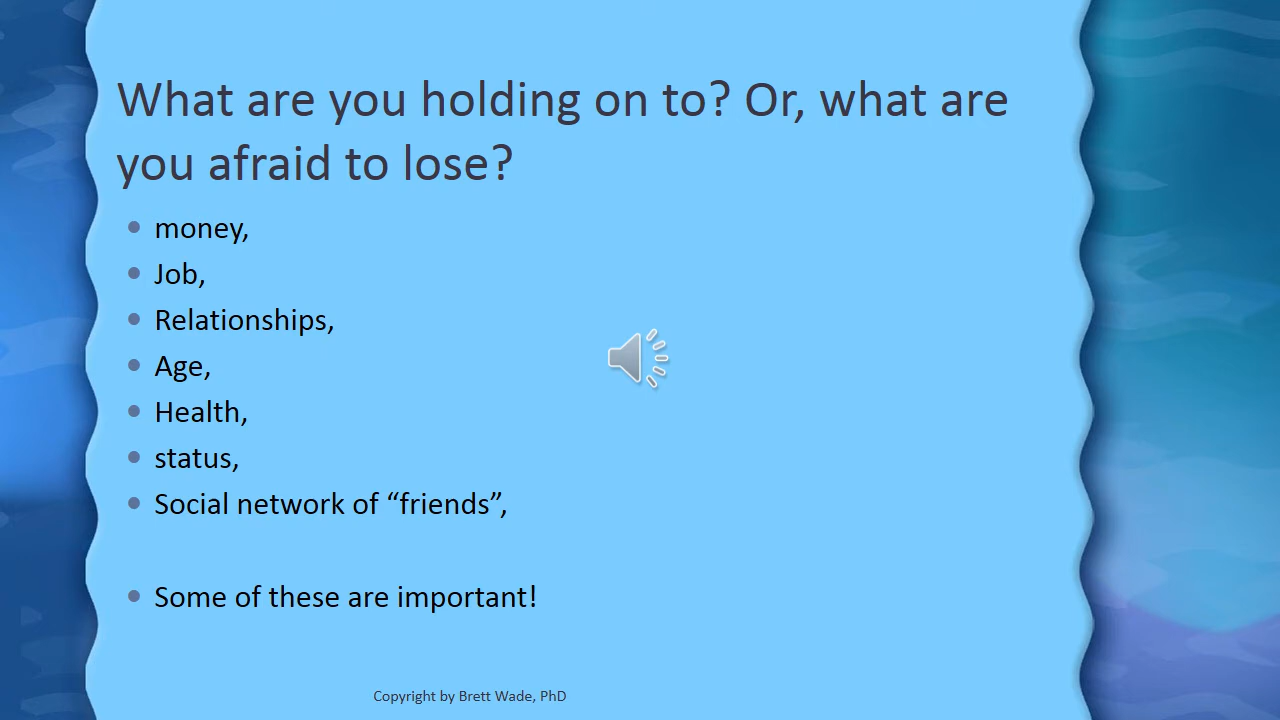 What are you holding on to? Or, what are
you afraid to lose?
• money,
• Job,
• Relationships,
• Age,
• Health,
• status,
• Social network of “friends”,
• Some of these are important!
Copyright by Brett Wade, PhD